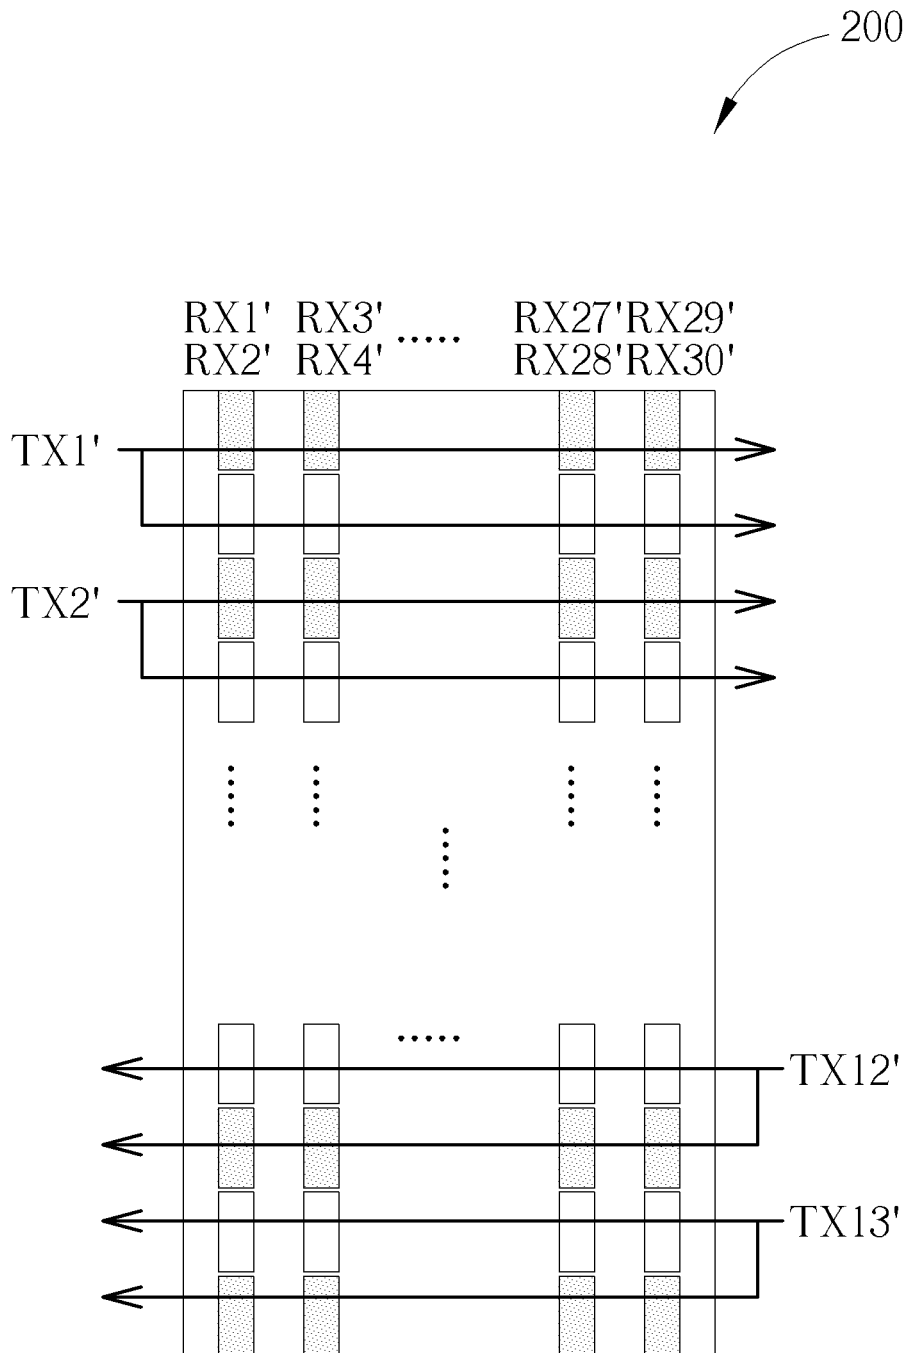 200
RX1' RX3' ..... RX27' RX29'
RX2' RX4' RX28' RX30'
TX1'
TX2'
TX12'
TX13'